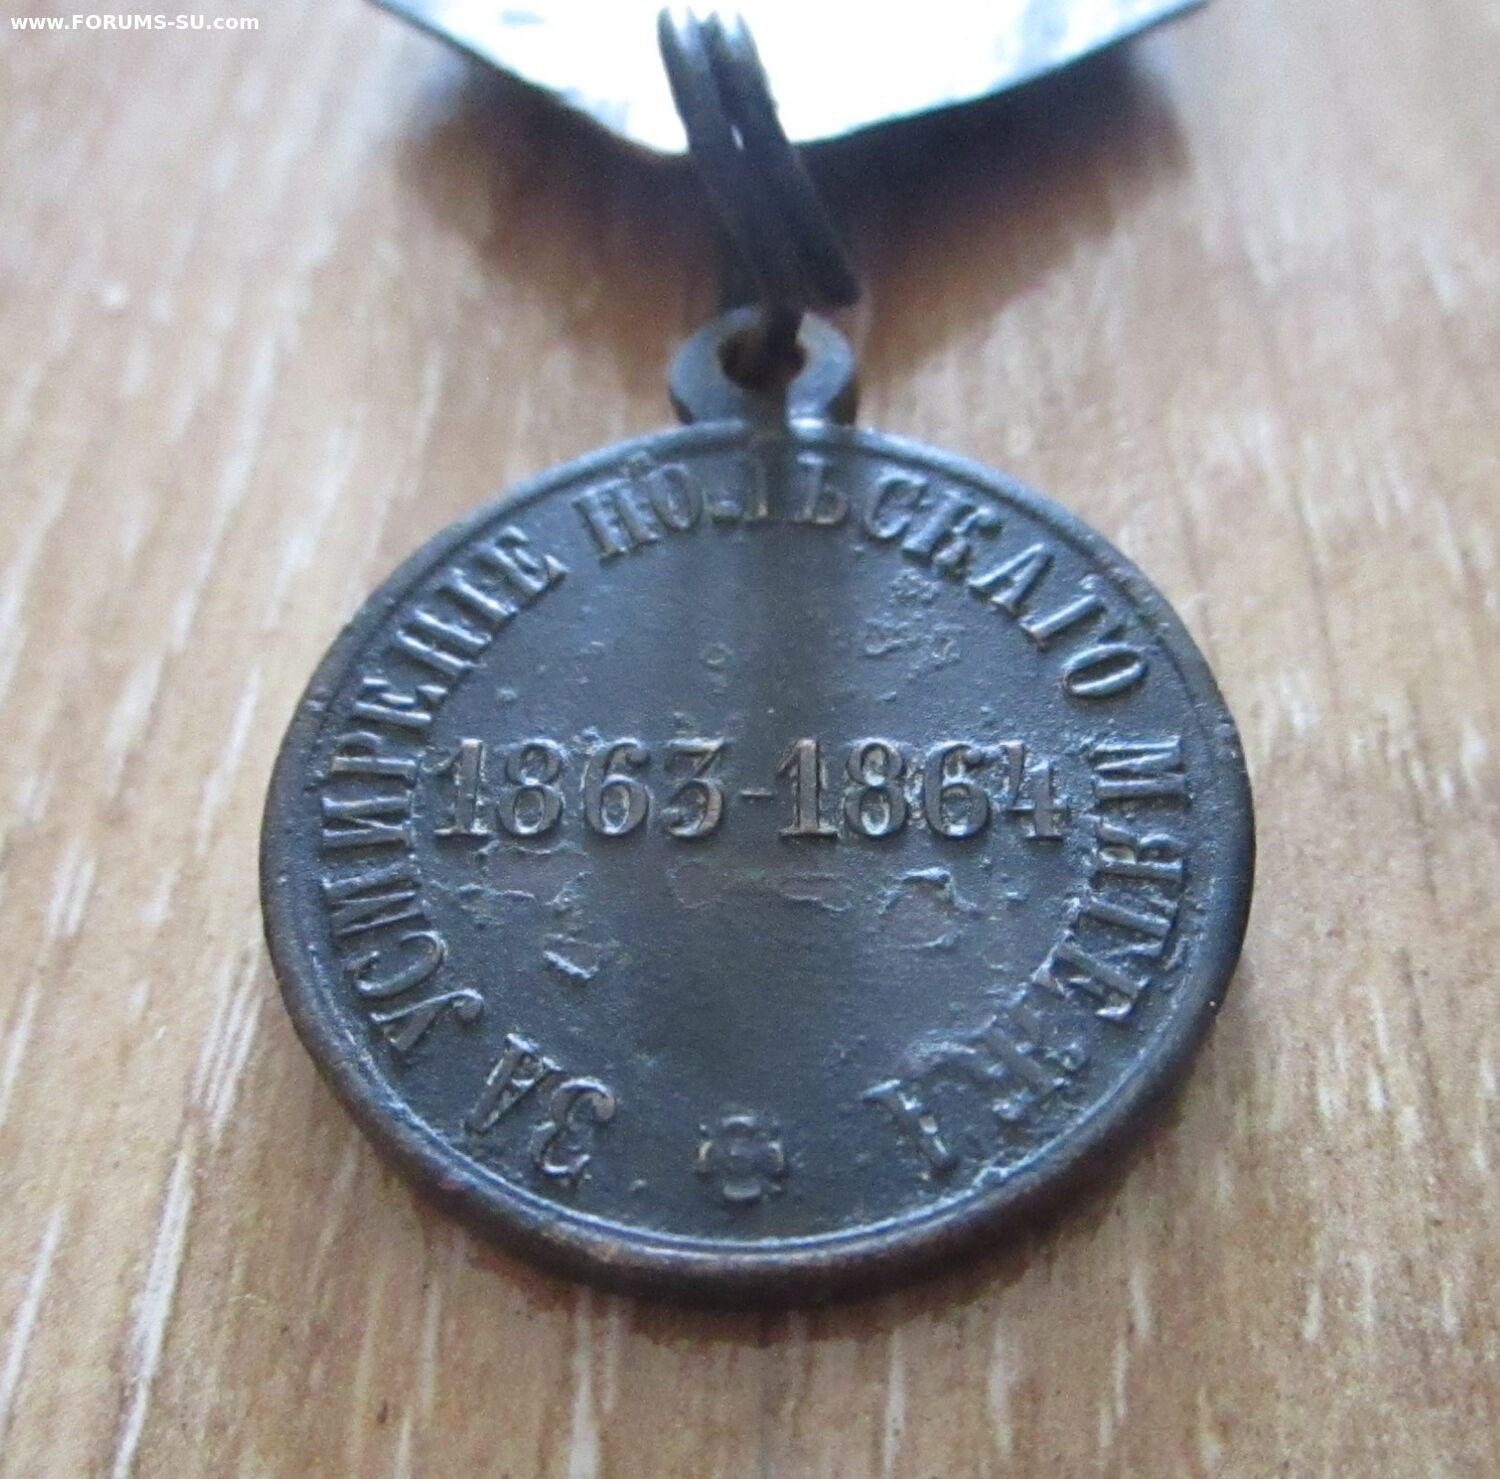 www.FORUMS-SU.com
ЗА УСМИРЕНІЕ ПОЛЬСКАГО МЯТЕЖА
1863-1864